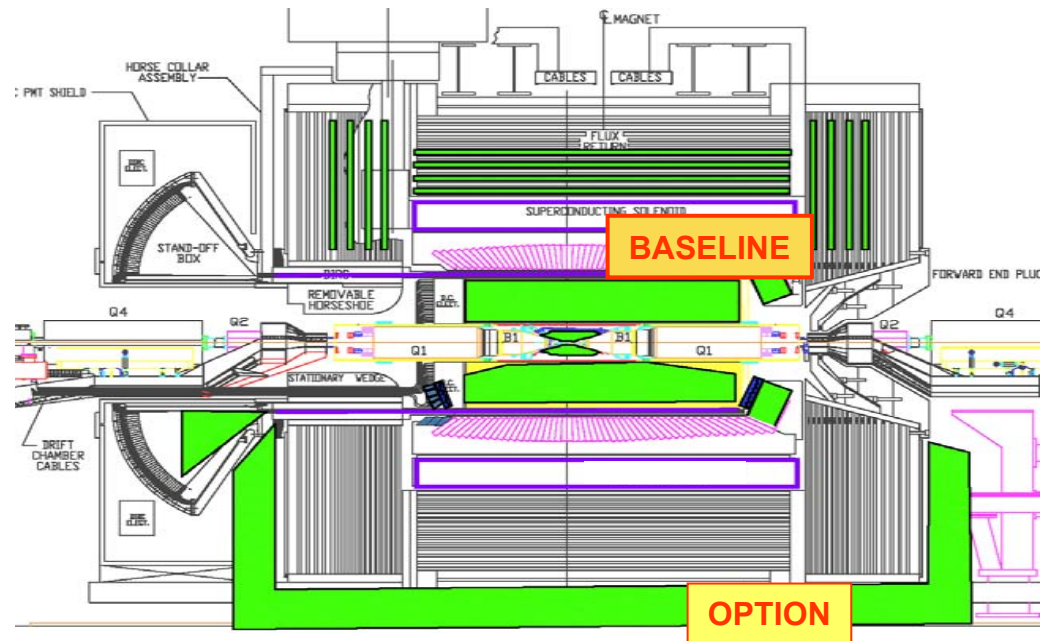 ℄ MAGNET
HORSE COLLAR
ASSEMBLY
C PMT SHIELD
CABLES
CABLES
FLUX
RETURN
SUPERCONDUCTING SOLENOID
BASELINE
STAND-OFF
BOX
DIRC
REMOVABLE
HORSESHOE
FORWARD END PLUG
Q4
Q2
Q1
B1
B1
Q1
Q2
Q4
STATIONARY WEDGE
DRIFT
CHAMBER
CABLES
OPTION